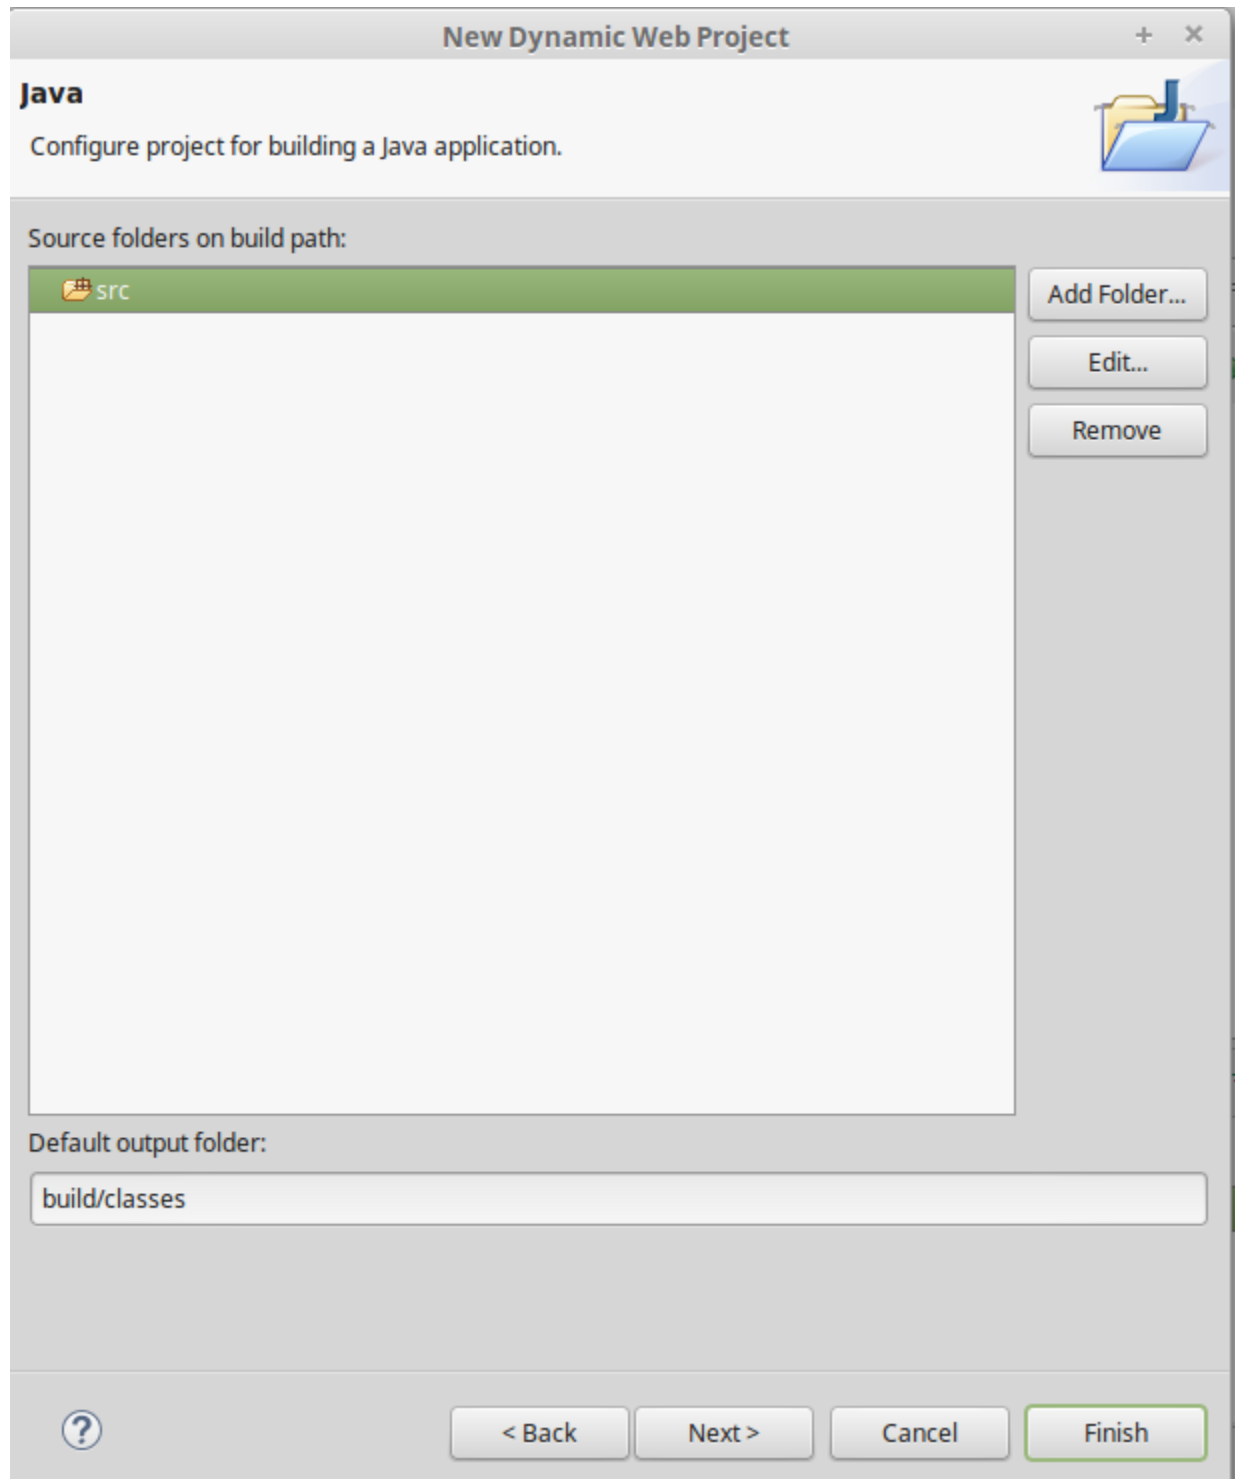 New Dynamic Web Project
Java
Configure project for building a Java application.
Source folders on build path:
src
Add Folder...
Edit...
Remove
Default output folder:
build/classes
< Back
Next >
Cancel
Finish